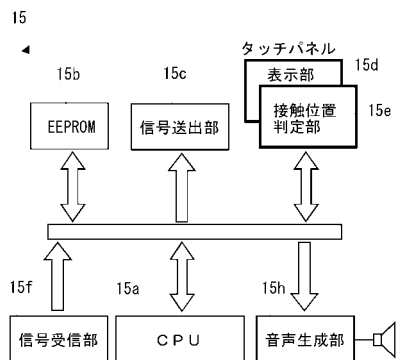 15
タッチパネル
15b
15c
表示部
15d
EEPROM
信号送出部
接触位置
判定部
15e
15f
15a
15h
信号受信部
CPU
音声生成部